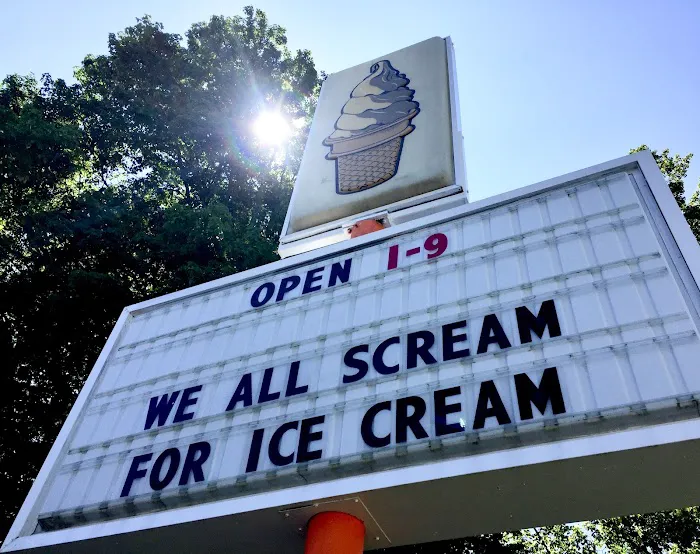 OPEN 1-9
WE ALL SCREAM
FOR ICE CREAM